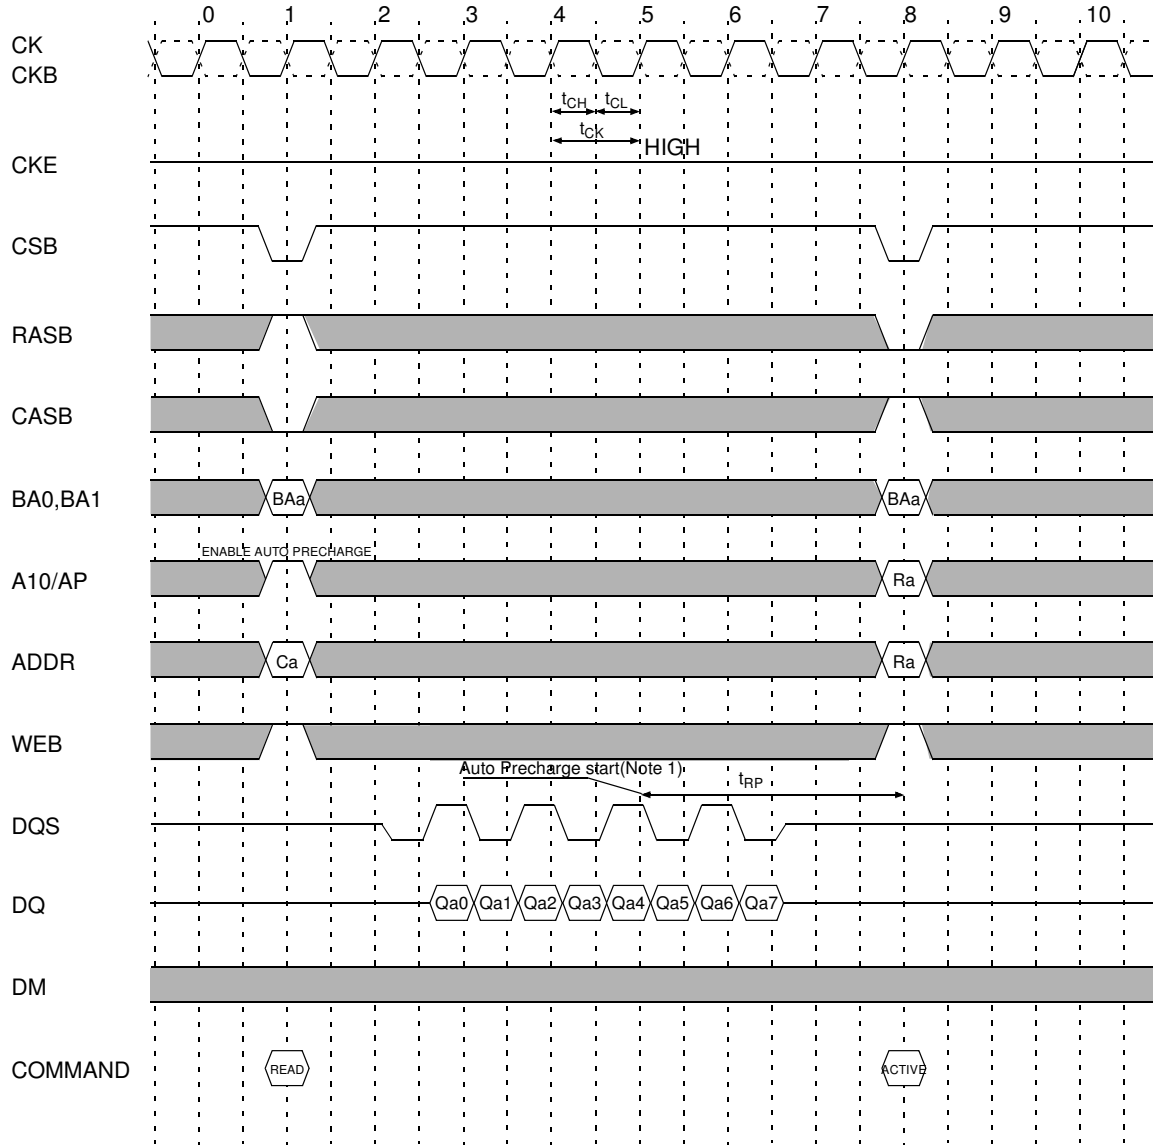 0 1 2 3 4 5 6 7 8 9 10
CK
CKB
tCH tCL
tCK
HIGH
CKE
CSB
RASB
CASB
BA0,BA1 BAa BAa
ENABLE AUTO PRECHARGE
A10/AP Ra
ADDR Ca Ra
WEB
Auto Precharge start(Note 1)
tRP
DQS
DQ Qa0 Qa1 Qa2 Qa3 Qa4 Qa5 Qa6 Qa7
DM
COMMAND READ ACTIVE